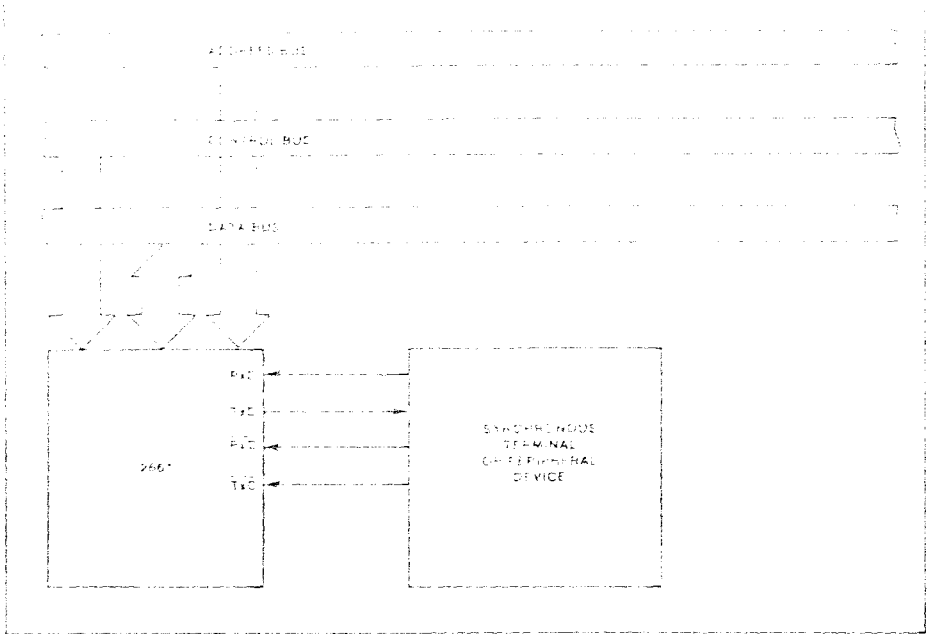 ADDRESS BUS
CONTROL BUS
DATA BUS
RxD
TxD
RxC
TxC
2661
SYNCHRONOUS
TERMINAL
OR PERIPHERAL
DEVICE